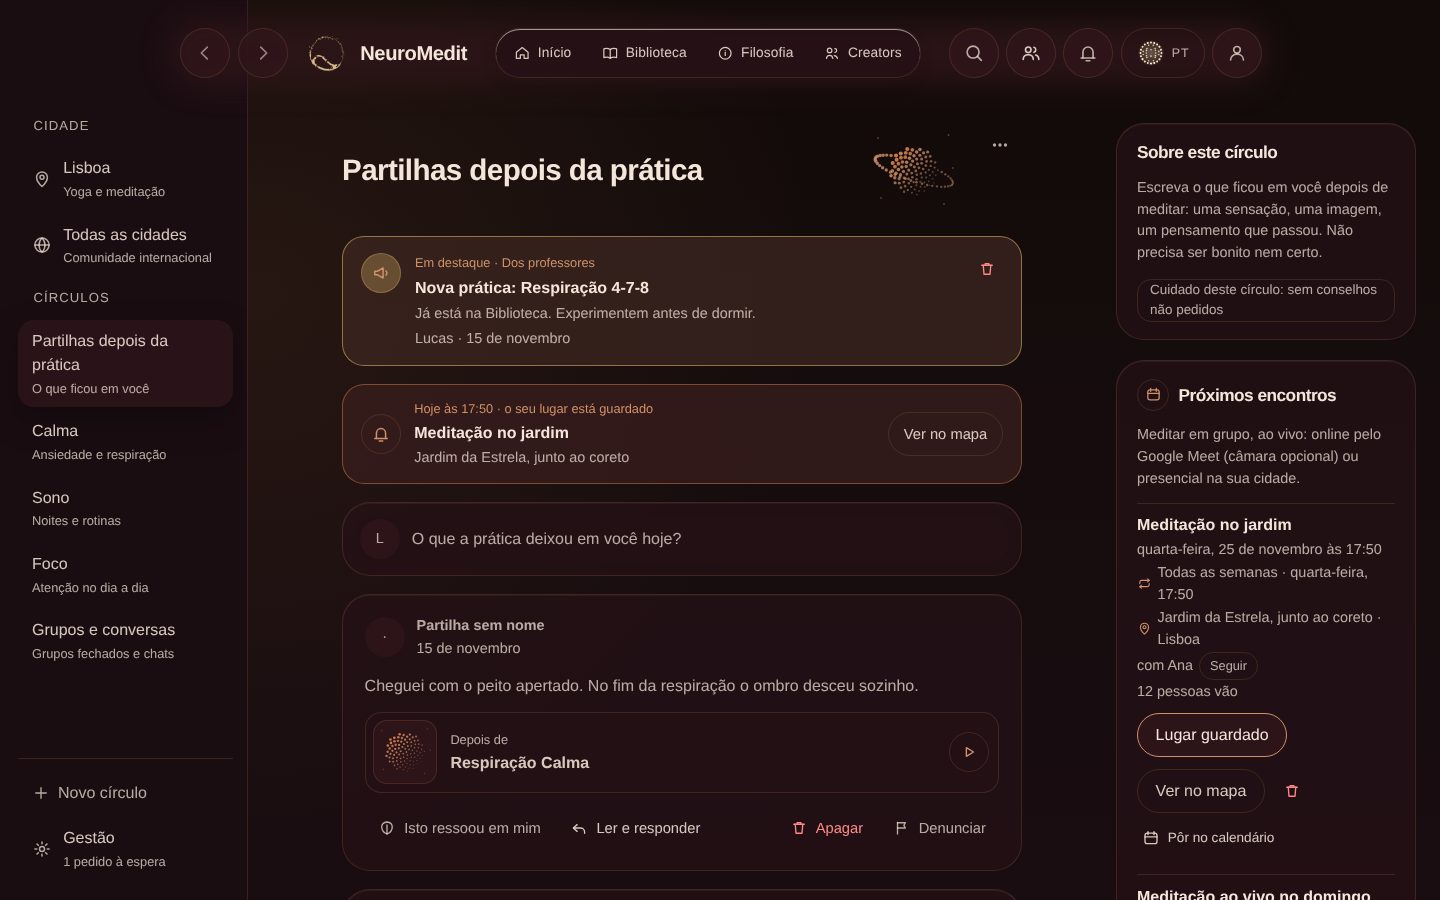 NeuroMedit
Início
Biblioteca
Filosofia
Creators
PT
CIDADE
Lisboa
Yoga e meditação
Todas as cidades
Comunidade internacional
CÍRCULOS
Partilhas depois da
prática
O que ficou em você
Calma
Ansiedade e respiração
Sono
Noites e rotinas
Foco
Atenção no dia a dia
Grupos e conversas
Grupos fechados e chats
Novo círculo
Gestão
1 pedido à espera
Partilhas depois da prática
Em destaque · Dos professores
Nova prática: Respiração 4-7-8
Já está na Biblioteca. Experimentem antes de dormir.
Lucas · 15 de novembro
Hoje às 17:50 · o seu lugar está guardado
Meditação no jardim
Jardim da Estrela, junto ao coreto
Ver no mapa
L
O que a prática deixou em você hoje?
·
Partilha sem nome
15 de novembro
Cheguei com o peito apertado. No fim da respiração o ombro desceu sozinho.
Depois de
Respiração Calma
Isto ressoou em mim
Ler e responder
Apagar
Denunciar
Sobre este círculo
Escreva o que ficou em você depois de
meditar: uma sensação, uma imagem,
um pensamento que passou. Não
precisa ser bonito nem certo.
Cuidado deste círculo: sem conselhos
não pedidos
Próximos encontros
Meditar em grupo, ao vivo: online pelo
Google Meet (câmara opcional) ou
presencial na sua cidade.
Meditação no jardim
quarta-feira, 25 de novembro às 17:50
Todas as semanas · quarta-feira,
17:50
Jardim da Estrela, junto ao coreto ·
Lisboa
com Ana
Seguir
12 pessoas vão
Lugar guardado
Ver no mapa
Pôr no calendário
Meditação ao vivo no domingo